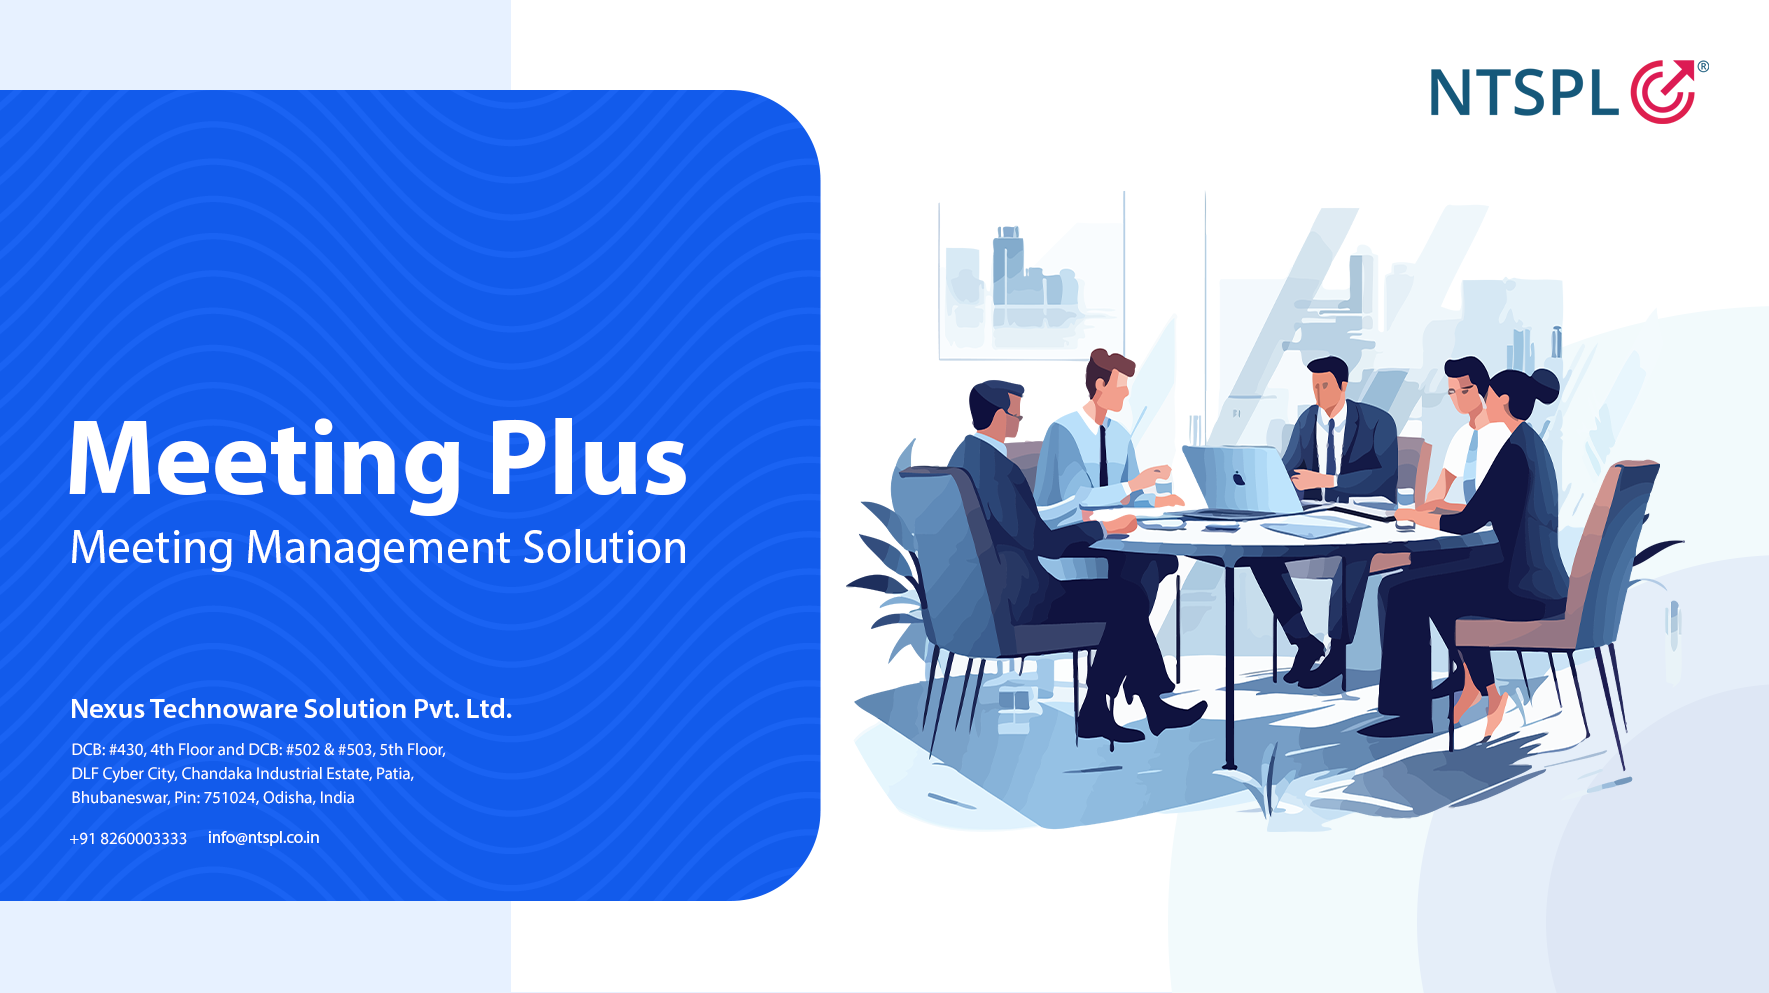 NTSPL ®
Meeting Plus
Meeting Management Solution
Nexus Technoware Solution Pvt. Ltd.
DCB: #430, 4th Floor and DCB: #502 & #503, 5th Floor,
DLF Cyber City, Chandaka Industrial Estate, Patia,
Bhubaneswar, Pin: 751024, Odisha, India
+91 8260003333 info@ntspl.co.in